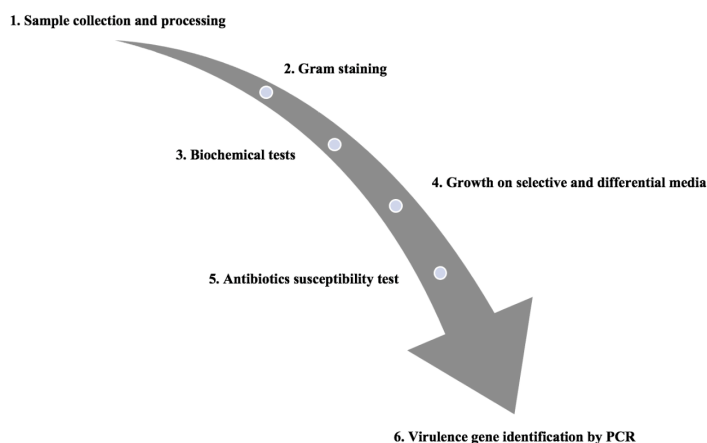 1. Sample collection and processing
2. Gram staining
3. Biochemical tests
4. Growth on selective and differential media
5. Antibiotics susceptibility test
6. Virulence gene identification by PCR